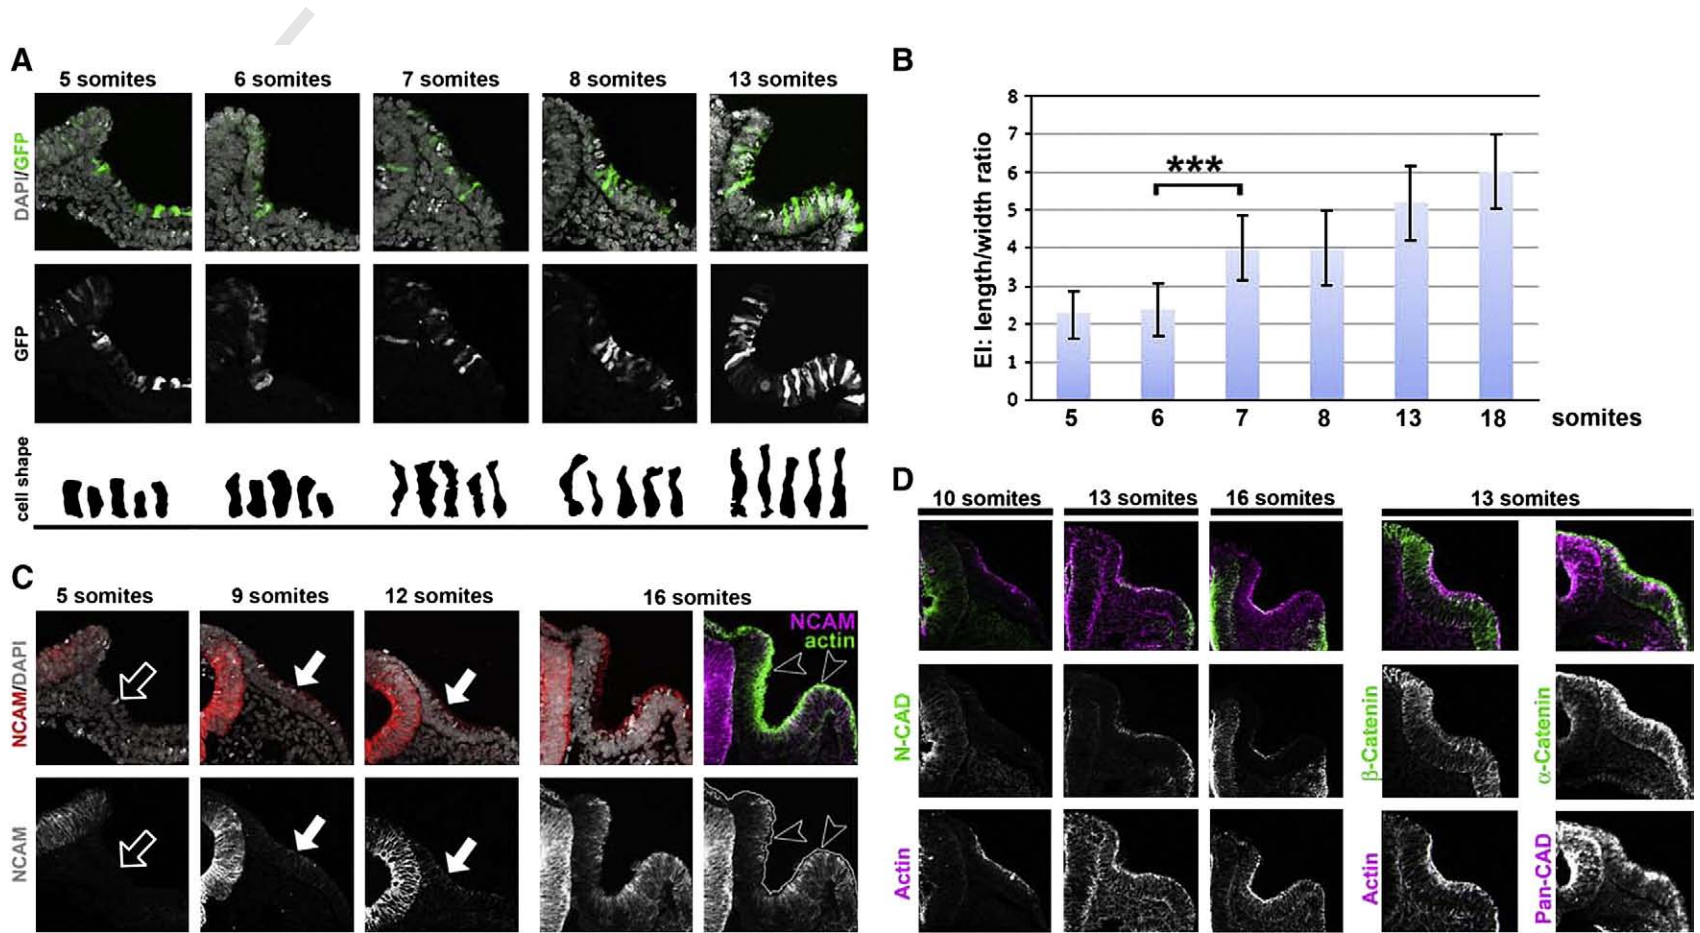 A
5 somites
6 somites
7 somites
8 somites
13 somites
DAPI/GFP
GFP
cell shape
B
EI: length/width ratio
8
7
6
5
4
3
2
1
0
***
5
6
7
8
13
18
somites
C
5 somites
9 somites
12 somites
16 somites
NCAM/DAPI
NCAM
actin
NCAM
D
10 somites
13 somites
16 somites
13 somites
N-CAD
β-Catenin
α-Catenin
Actin
Actin
Pan-CAD